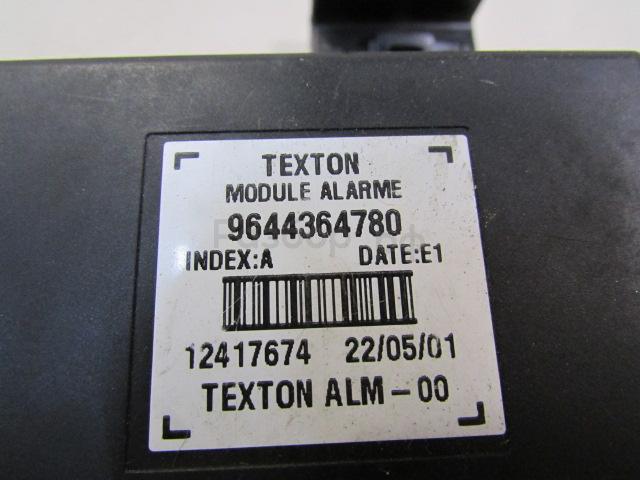 TEXTON
MODULE ALARME
9644364780
INDEX:A DATE:E1
12417674 22/05/01
TEXTON ALM-00